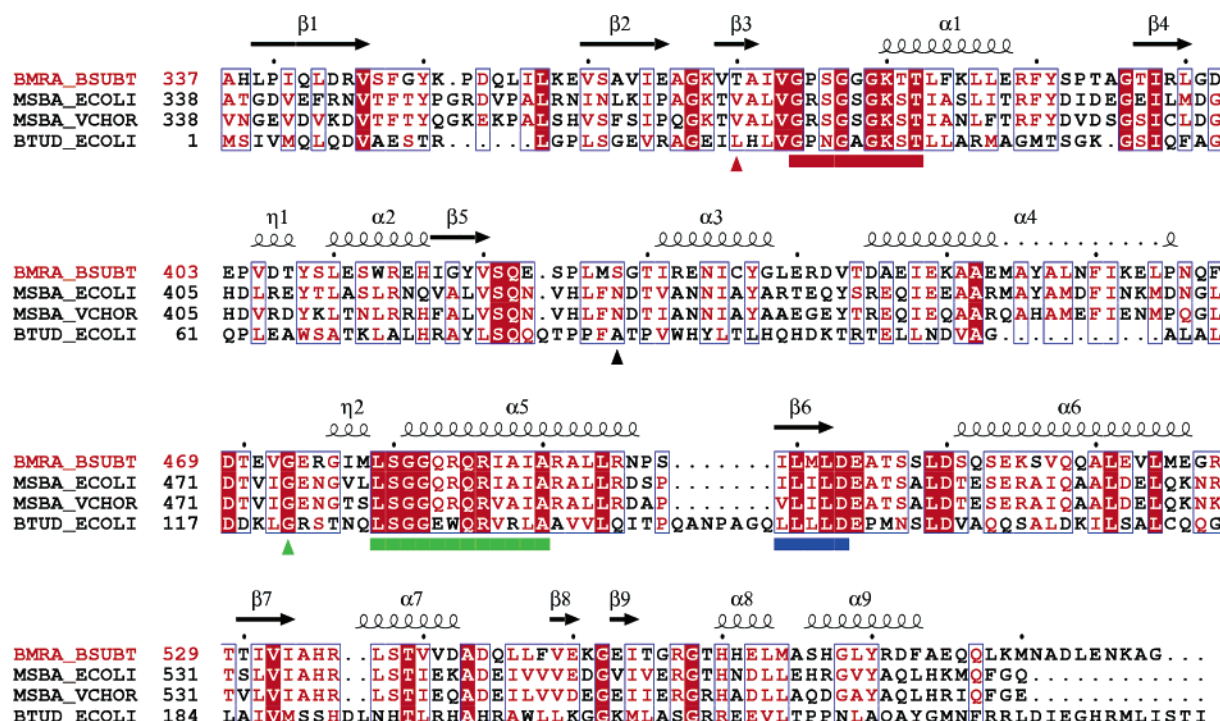 β1 β2 β3 α1 β4
BMRA_BSUBT 337 AHLPIQLDRVSFGYK.PDQLILKEVSAVIEAGKVTAIVGPSGGGKTTLFKLLERFYSPTAGTIRLGD
MSBA_ECOLI 338 ATGDVEFRNVTFTYPGRDVPALRNINLKIPAGKTVALVGRSGSGKSTIASLITRFYDIDEGEILMDG
MSBA_VCHOR 338 VNGEVDVKDVTFTYQGKEKPALSHVSFSIPQGKTVALVGRSGSGKSTIANLFTRFYDVDSGSICLDG
BTUD_ECOLI 1 MSIVMQLQDVAESTR.....LGPLSGEVRAGEILHLVGPNGAGKSTLLARMAGMTSGK.GSIQFAG
η1 α2 β5 α3 α4
BMRA_BSUBT 403 EPVDTYSLESWREHIGYVSQE.SPLMSGTIRENICYGLERDVTDAEIEKAAEMAYALNFIKELPNQF
MSBA_ECOLI 405 HDLREYTLASLRNQVALVSQN.VHLFNDTVANNIAYARTEQYSREQIEEAARMAYAMDFINKMDNGL
MSBA_VCHOR 405 HDVRDYKLTNLRRHFALVSQN.VHLFNDTIANNIAYAAEGEYTREQIEQAARQAHAMEFIENMPQGL
BTUD_ECOLI 61 QPLEAWSATKLALHRAYLSQQQTPPFATPVWHYLTLHQHDKTRTELLNDVAG..........ALAL
η2 α5 β6 α6
BMRA_BSUBT 469 DTEVGERGIMLSGGQRQRIAIARALLRNPS.......ILMLDEATSSLDSQSEKSVQQALEVLMEGR
MSBA_ECOLI 471 DTVIGENGVLLSGGQRQRIAIARALLRDSP.......VLILDEATSALDTESERAIQAALDELQKNR
MSBA_VCHOR 471 DTVIGENGTSLSGGQRQRVAIARALLRDAP.......VLILDEATSALDTESERAIQAALDELQKNK
BTUD_ECOLI 117 DDKLGRSTNQLSGGEWQRVRLAAVVLQITPQANPAGQLLLLDEPMNSLDVAQQSALDKILSALCQQG
β7 α7 β8 β9 α8 α9
BMRA_BSUBT 529 TTIVIAHR..LSTVVDADQLLFVEKGEITGRGTHHELMASHGLYRDFAEQQLKMNADLENKAG...
MSBA_ECOLI 531 TSLVIAHR..LSTIEKADEIVVVEDGVIVERGTHNDLLEHRGVYAQLHKMQFGQ............
MSBA_VCHOR 531 TVLVIAHR..LSTIEQADEILVVDEGEIIERGRHADLLAQDGAYAQLHRIQFGE............
BTUD_ECOLI 184 LAIVMSSHDLNHTLRHAHRAWLLKGGKMLASGRREEVLTPPNLAQAYGMNFRRLDIEGHRMLISTI